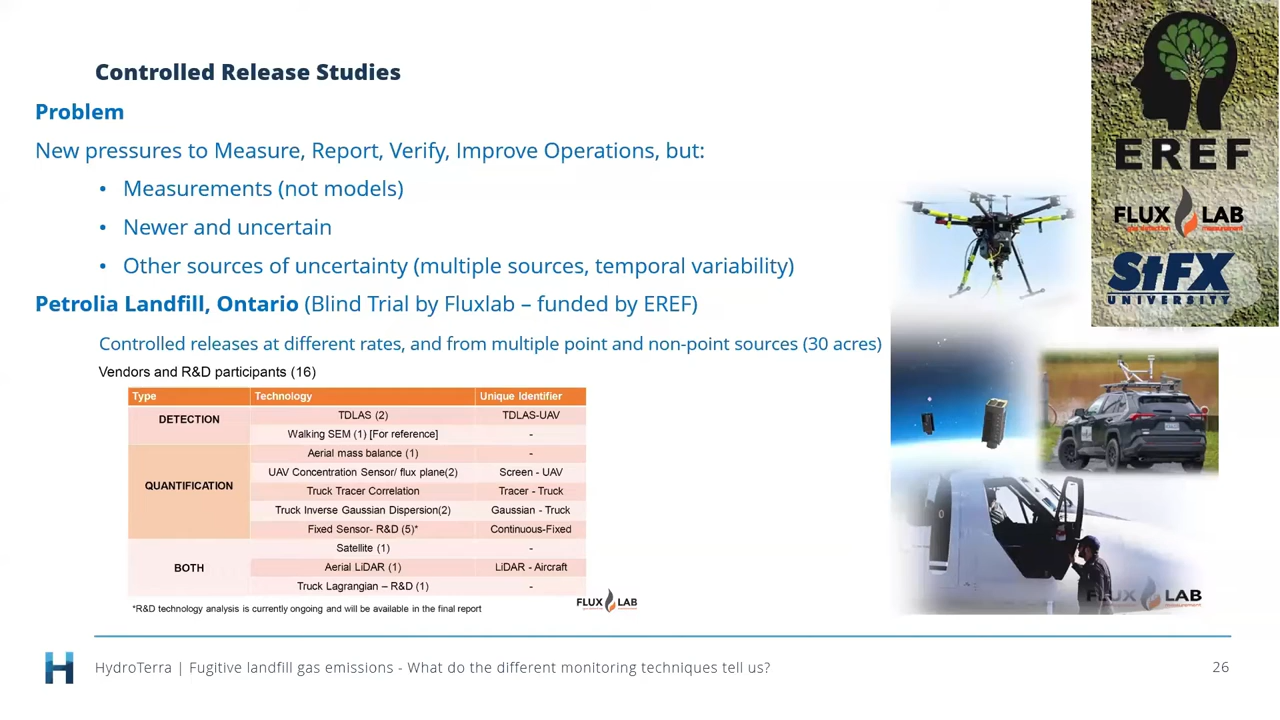 Controlled Release Studies
Problem
New pressures to Measure, Report, Verify, Improve Operations, but:
• Measurements (not models)
• Newer and uncertain
• Other sources of uncertainty (multiple sources, temporal variability)
Petrolia Landfill, Ontario (Blind Trial by Fluxlab – funded by EREF)
Controlled releases at different rates, and from multiple point and non-point sources (30 acres)
Vendors and R&D participants (16)
Type Technology Unique Identifier
DETECTION TDLAS (2) TDLAS-UAV
Walking SEM (1) [For reference] -
QUANTIFICATION Aerial mass balance (1) -
UAV Concentration Sensor/ flux plane(2) Screen - UAV
Truck Tracer Correlation Tracer - Truck
Truck Inverse Gaussian Dispersion(2) Gaussian - Truck
Fixed Sensor- R&D (5)* Continuous-Fixed
BOTH Satellite (1) -
Aerial LiDAR (1) LiDAR - Aircraft
Truck Lagrangian – R&D (1) -
*R&D technology analysis is currently ongoing and will be available in the final report
FLUX LAB
EREF
FLUX LAB
measurement
StFX
UNIVERSITY
FLUX LAB
HydroTerra | Fugitive landfill gas emissions - What do the different monitoring techniques tell us?
26